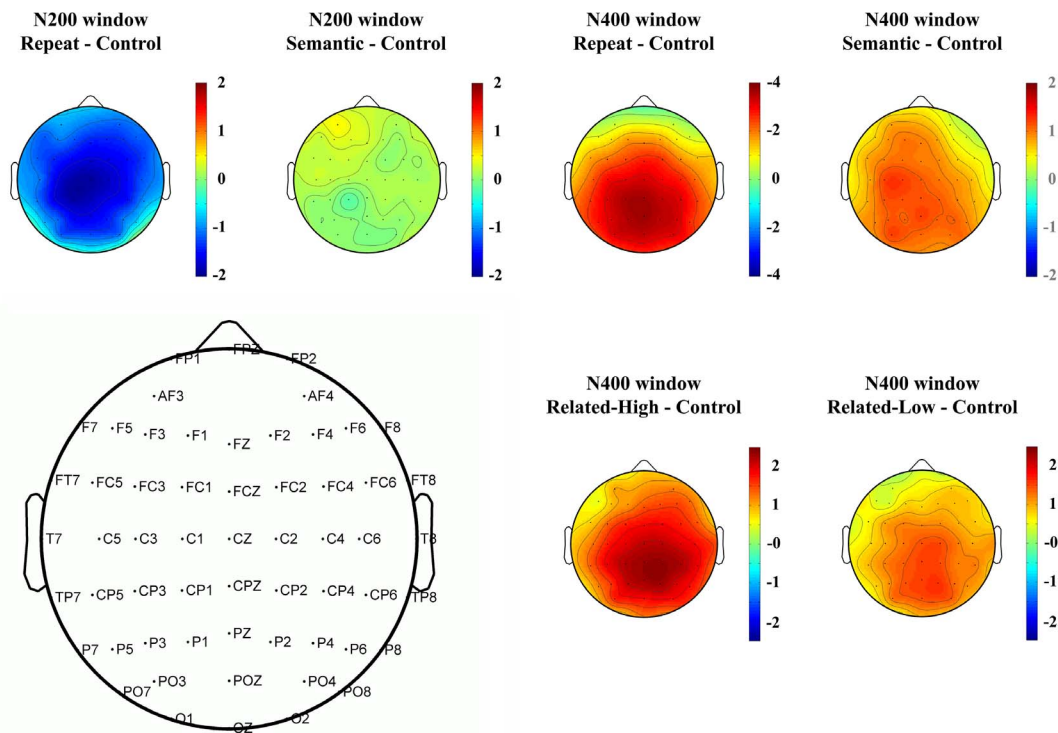 N200 window
Repeat - Control
N200 window
Semantic - Control
N400 window
Repeat - Control
N400 window
Semantic - Control
2
1
0
-1
-2
2
1
0
-1
-2
-4
-2
0
-2
-4
2
1
0
-1
-2
FP1 FPZ FP2
AF3 AF4
F7 F5 F3 F1 FZ F2 F4 F6 F8
FT7 FC5 FC3 FC1 FCZ FC2 FC4 FC6 FT8
T7 C5 C3 C1 CZ C2 C4 C6 T8
TP7 CP5 CP3 CP1 CPZ CP2 CP4 CP6 TP8
P7 P5 P3 P1 PZ P2 P4 P6 P8
PO7 PO3 POZ PO4 PO8
O1 OZ O2
N400 window
Related-High - Control
N400 window
Related-Low - Control
2
1
-0
-1
-2
2
1
-0
-1
-2